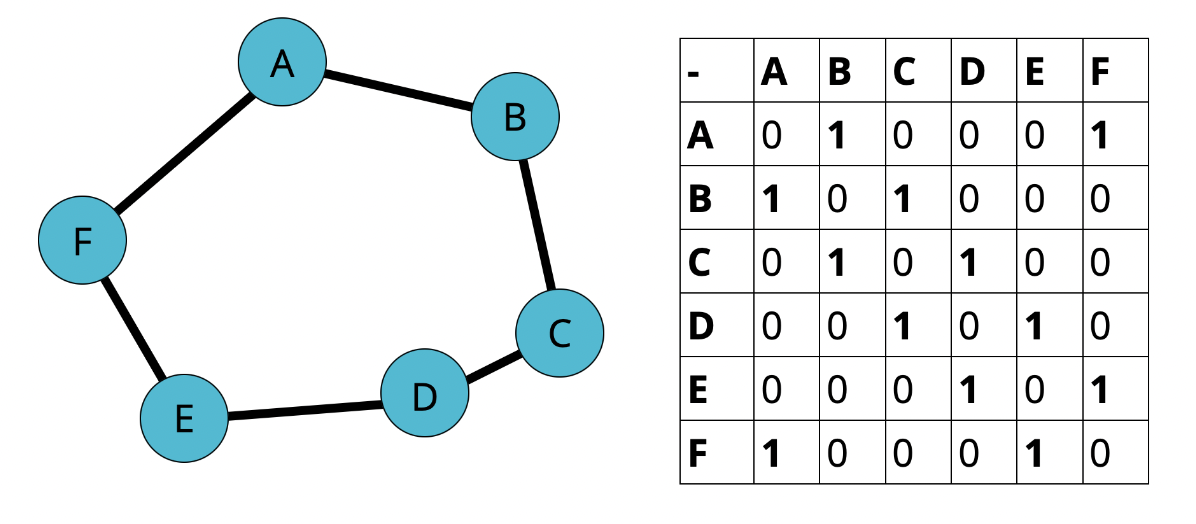 A
B
F
C
D
E
- A B C D E F
A 0 1 0 0 0 1
B 1 0 1 0 0 0
C 0 1 0 1 0 0
D 0 0 1 0 1 0
E 0 0 0 1 0 1
F 1 0 0 0 1 0